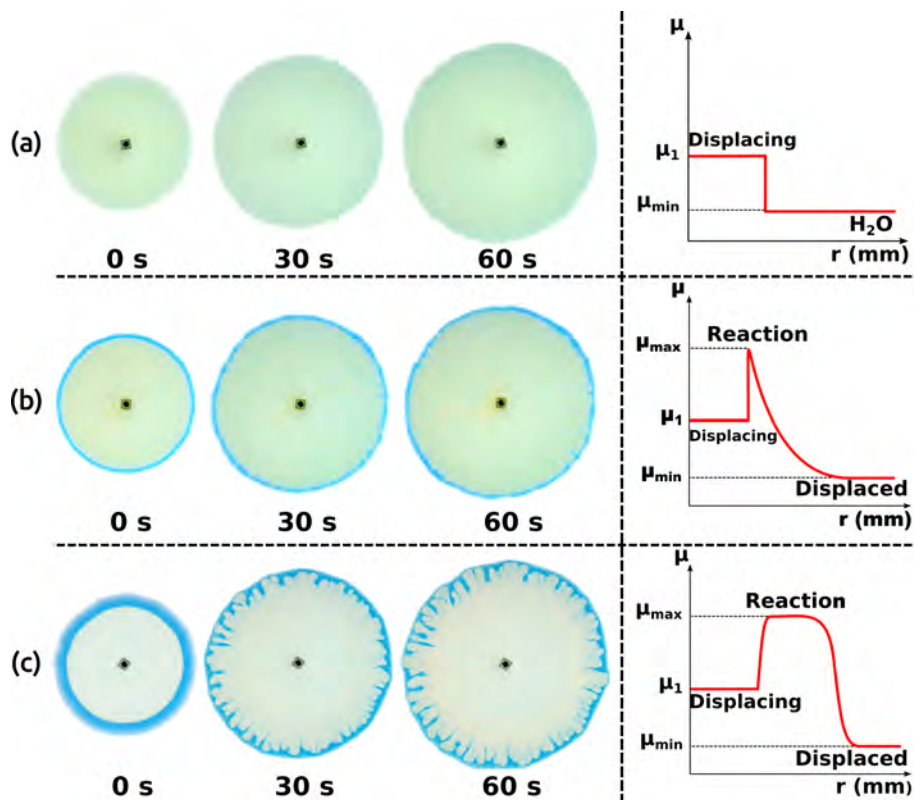 (a)
0 s 30 s 60 s
μ
μ1
Displacing
μmin
H2O
r (mm)
(b)
0 s 30 s 60 s
μ
μmax
Reaction
μ1
Displacing
μmin
Displaced
r (mm)
(c)
0 s 30 s 60 s
μ
μmax
Reaction
μ1
Displacing
μmin
Displaced
r (mm)